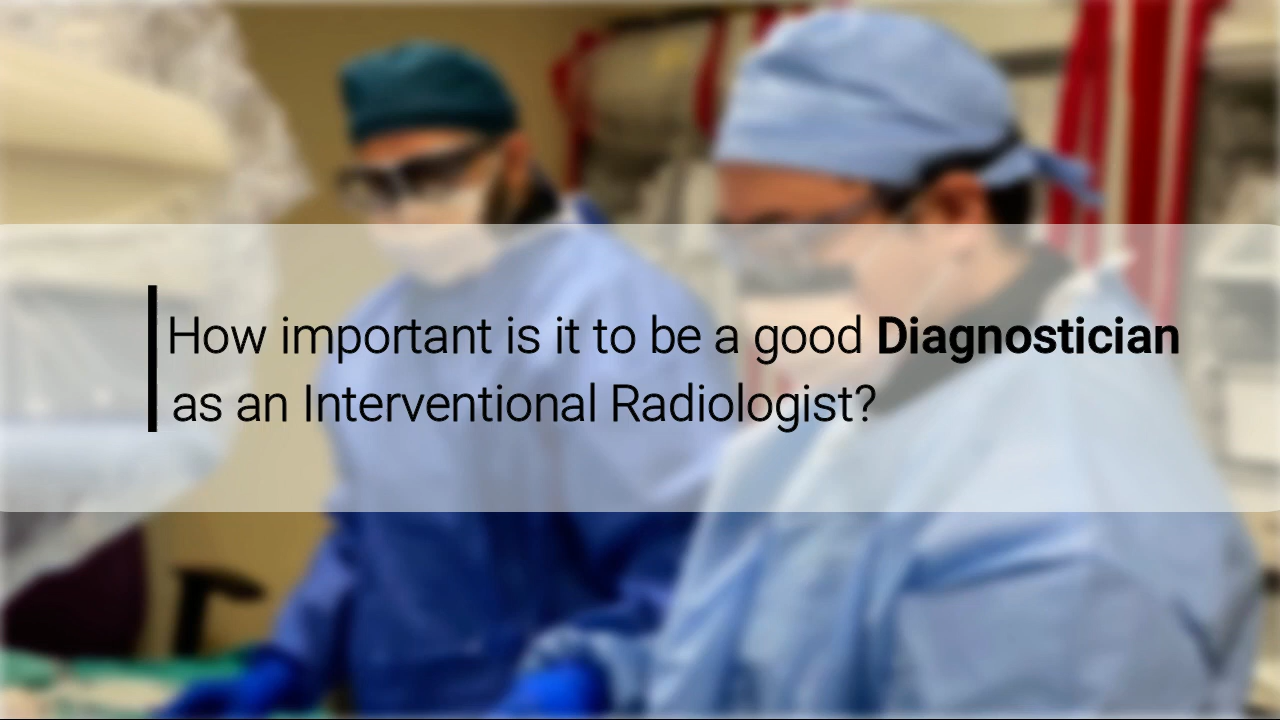 How important is it to be a good Diagnostician
as an Interventional Radiologist?